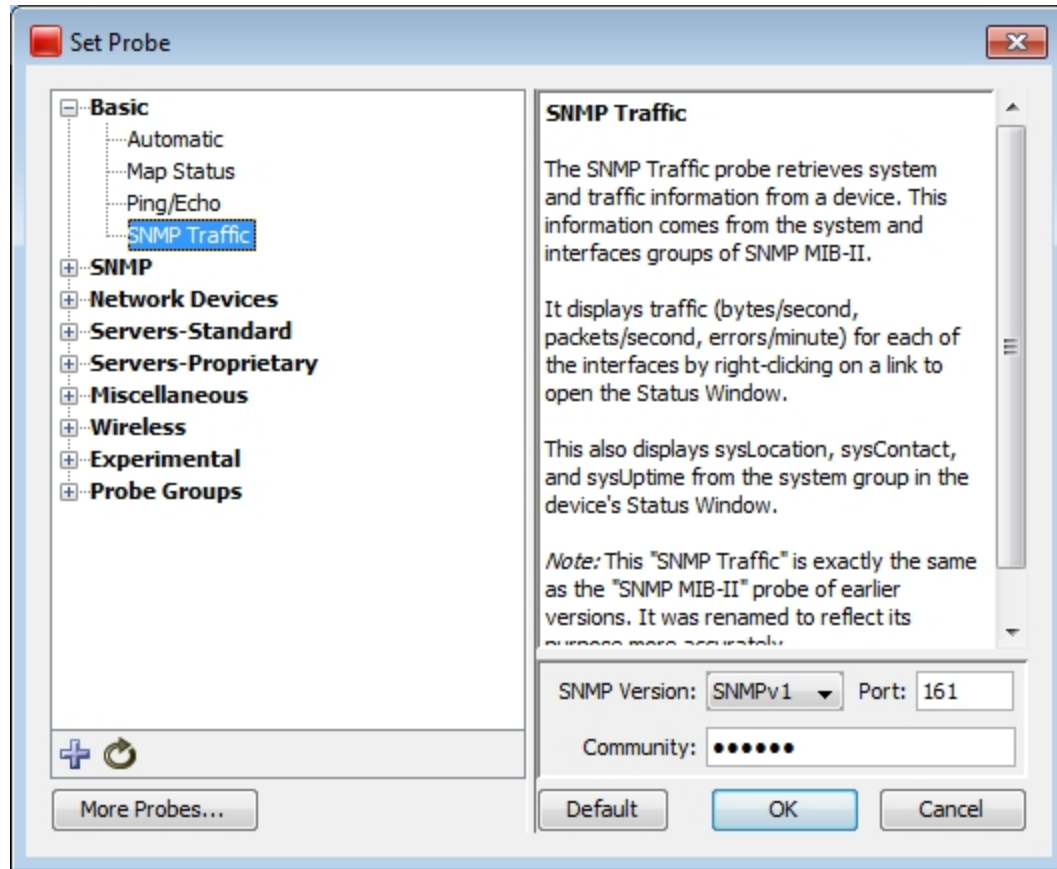 Set Probe
Basic
Automatic
Map Status
Ping/Echo
SNMP Traffic
SNMP
Network Devices
Servers-Standard
Servers-Proprietary
Miscellaneous
Wireless
Experimental
Probe Groups
More Probes...
SNMP Traffic
The SNMP Traffic probe retrieves system
and traffic information from a device. This
information comes from the system and
interfaces groups of SNMP MIB-II.
It displays traffic (bytes/second,
packets/second, errors/minute) for each of
the interfaces by right-clicking on a link to
open the Status Window.
This also displays sysLocation, sysContact,
and sysUptime from the system group in the
device's Status Window.
Note: This "SNMP Traffic" is exactly the same
as the "SNMP MIB-II" probe of earlier
versions. It was renamed to reflect its
purpose more accurately
SNMP Version: SNMPv1 Port: 161
Community: ●●●●●●
Default OK Cancel